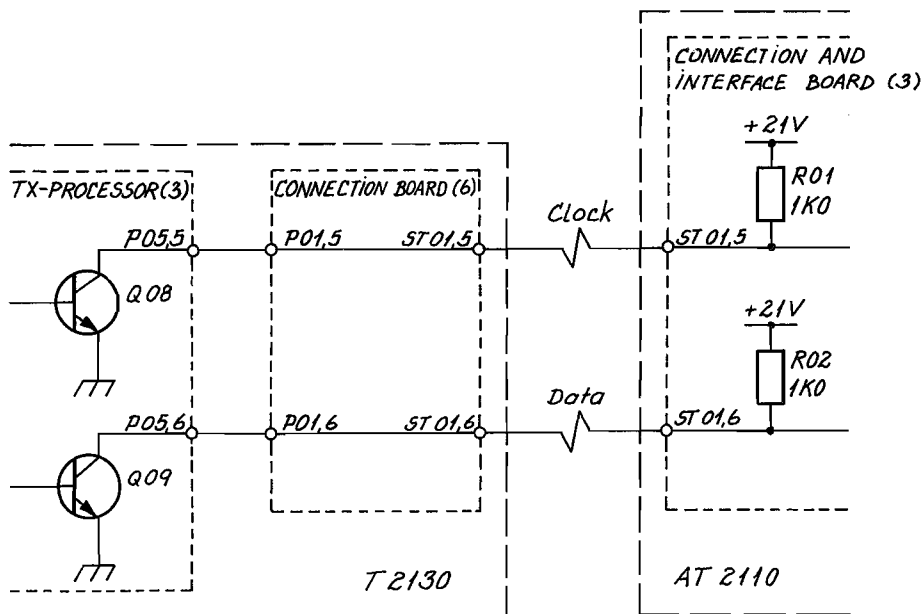 CONNECTION AND
INTERFACE BOARD (3)
+21V
R01
1K0
TX-PROCESSOR(3)
CONNECTION BOARD (6)
Clock
P05,5
P01,5
ST01,5
ST01,5
Q08
+21V
R02
1K0
Data
P05,6
P01,6
ST01,6
ST01,6
Q09
T2130
AT 2110